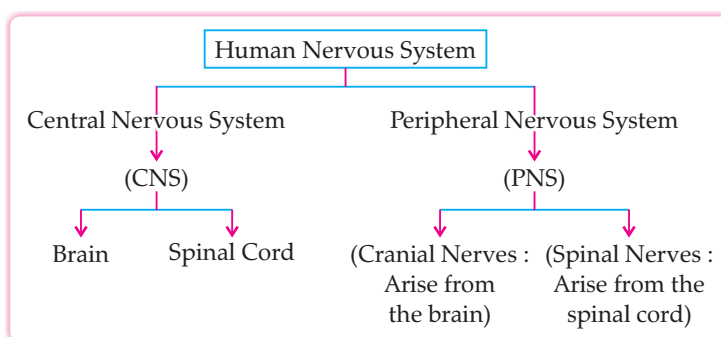 Human Nervous System
Central Nervous System
Peripheral Nervous System
(CNS)
(PNS)
Brain
Spinal Cord
(Cranial Nerves :
Arise from
the brain)
(Spinal Nerves :
Arise from the
spinal cord)